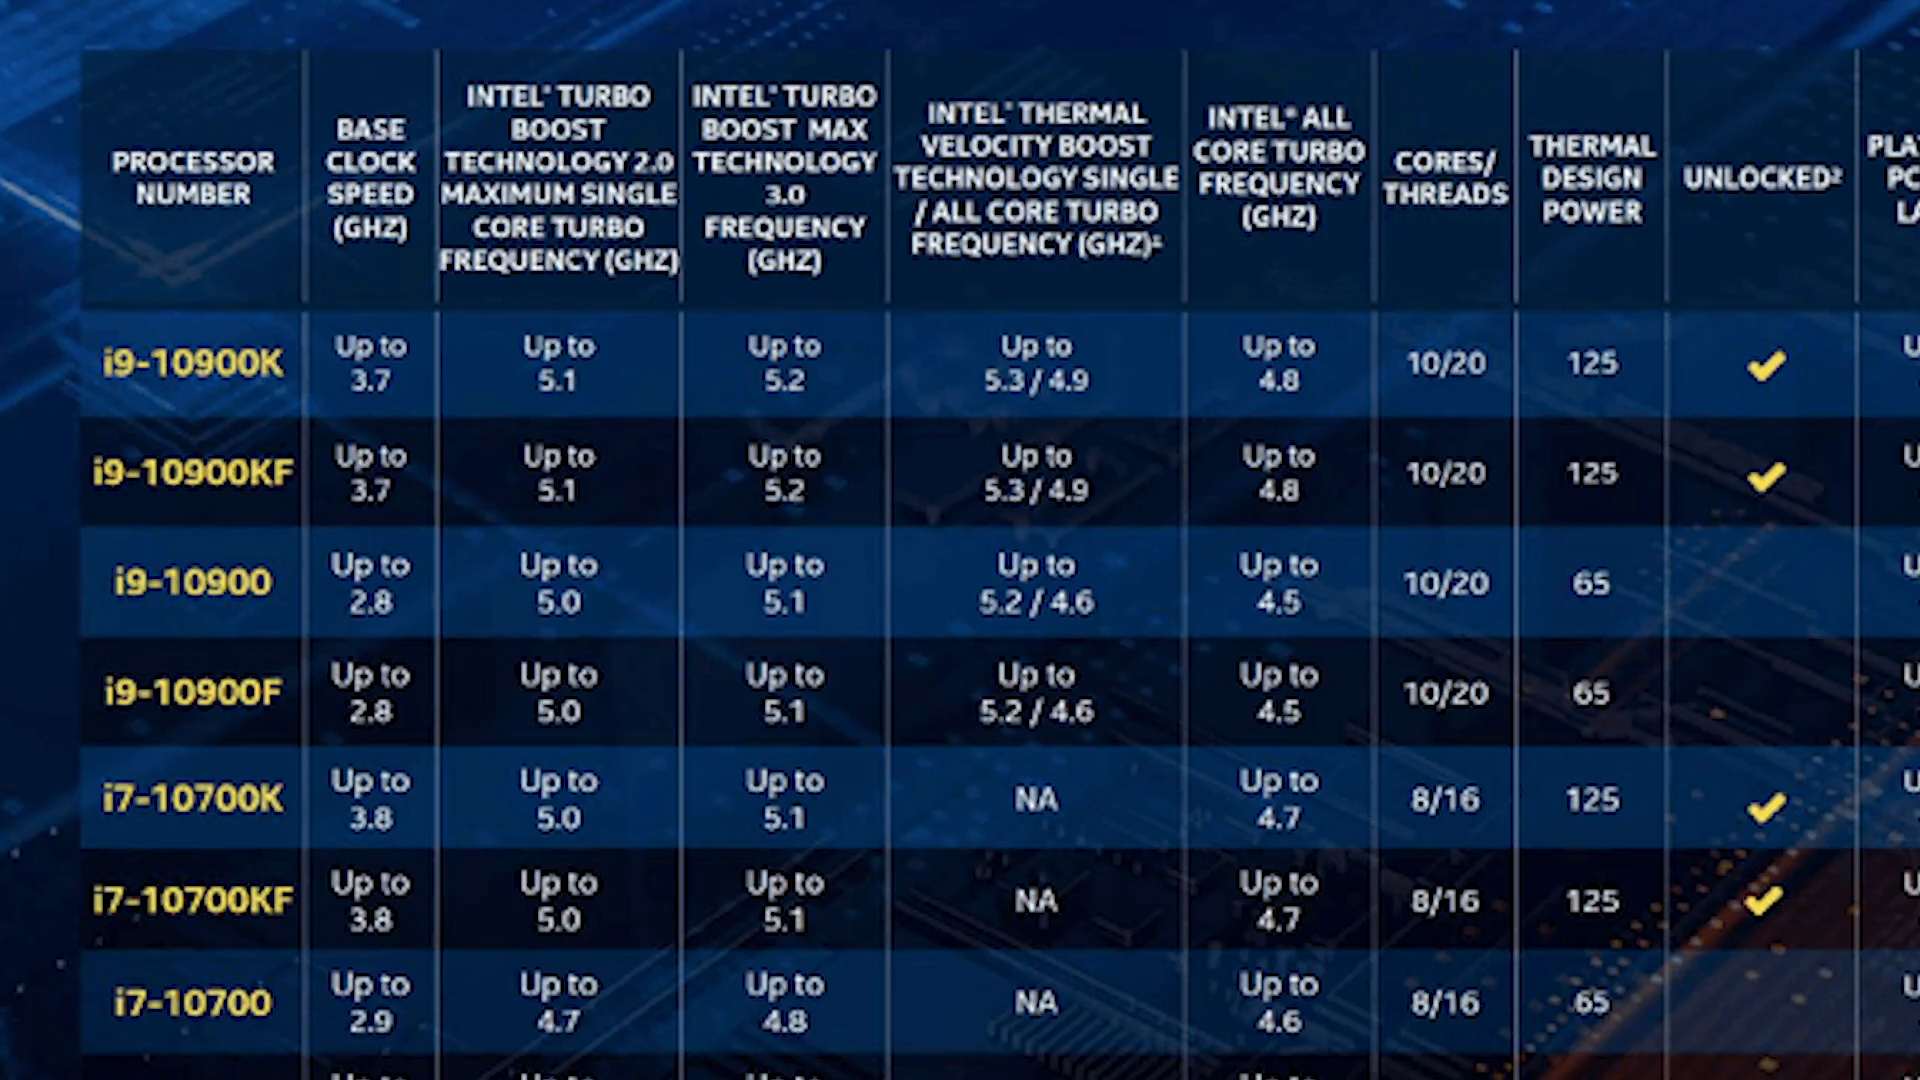 PROCESSOR
NUMBER
BASE
CLOCK
SPEED
(GHZ)
INTEL® TURBO
BOOST
TECHNOLOGY 2.0
MAXIMUM SINGLE
CORE TURBO
FREQUENCY (GHZ)
INTEL® TURBO
BOOST MAX
TECHNOLOGY
3.0
FREQUENCY
(GHZ)
INTEL® THERMAL
VELOCITY BOOST
TECHNOLOGY SINGLE
/ ALL CORE TURBO
FREQUENCY (GHZ)¹
INTEL® ALL
CORE TURBO
FREQUENCY
(GHZ)
CORES/
THREADS
THERMAL
DESIGN
POWER
UNLOCKED²
i9-10900K
Up to
3.7
Up to
5.1
Up to
5.2
Up to
5.3 / 4.9
Up to
4.8
10/20
125
✔
i9-10900KF
Up to
3.7
Up to
5.1
Up to
5.2
Up to
5.3 / 4.9
Up to
4.8
10/20
125
✔
i9-10900
Up to
2.8
Up to
5.0
Up to
5.1
Up to
5.2 / 4.6
Up to
4.5
10/20
65
i9-10900F
Up to
2.8
Up to
5.0
Up to
5.1
Up to
5.2 / 4.6
Up to
4.5
10/20
65
i7-10700K
Up to
3.8
Up to
5.0
Up to
5.1
NA
Up to
4.7
8/16
125
✔
i7-10700KF
Up to
3.8
Up to
5.0
Up to
5.1
NA
Up to
4.7
8/16
125
✔
i7-10700
Up to
2.9
Up to
4.7
Up to
4.8
NA
Up to
4.6
8/16
65
Up to
Up to
Up to
Up to